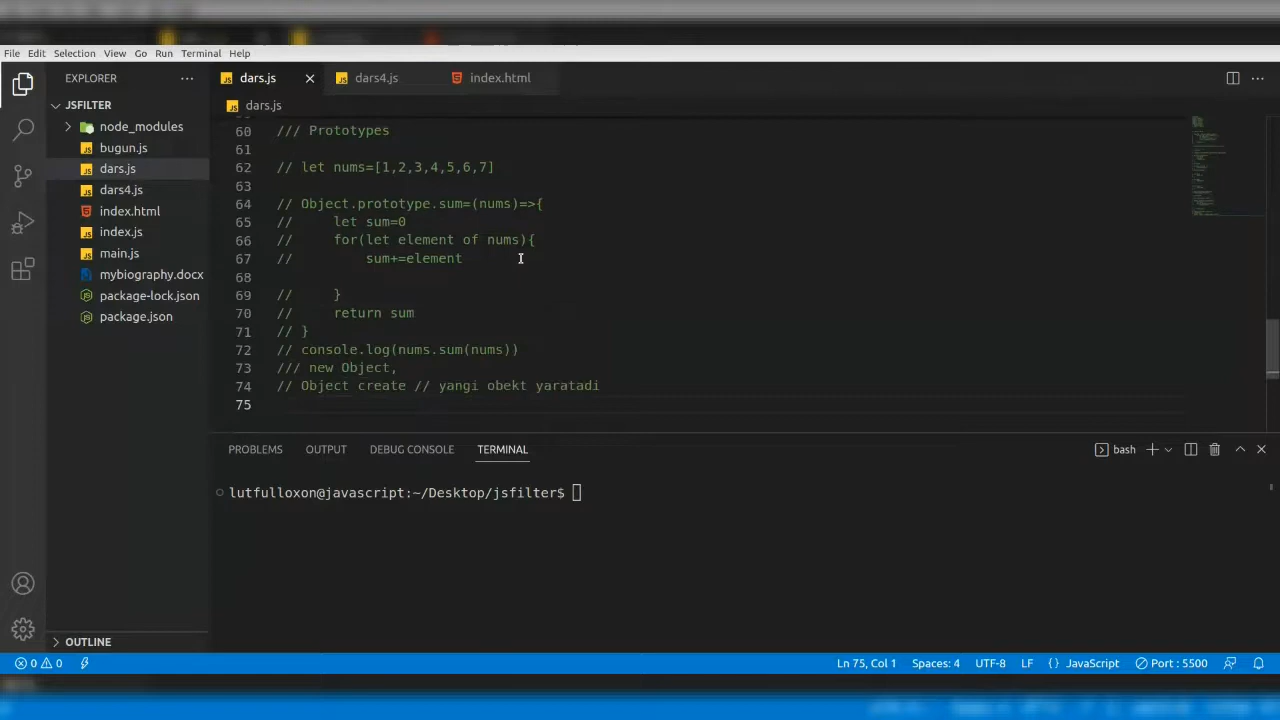 File Edit Selection View Go Run Terminal Help
EXPLORER
dars.js
dars4.js
index.html
JSFILTER
dars.js
node_modules
bugun.js
dars.js
dars4.js
index.html
index.js
main.js
mybiography.docx
package-lock.json
package.json
60 /// Prototypes
61
62 // let nums=[1,2,3,4,5,6,7]
63
64 // Object.prototype.sum=(nums)=>{
65 //     let sum=0
66 //     for(let element of nums){
67 //         sum+=element
68
69 //     }
70 //     return sum
71 // }
72 // console.log(nums.sum(nums))
73 /// new Object,
74 // Object create // yangi obekt yaratadi
75
PROBLEMS OUTPUT DEBUG CONSOLE TERMINAL
bash
lutfulloxon@javascript:~/Desktop/jsfilter$
OUTLINE
0 0 Ln 75, Col 1 Spaces: 4 UTF-8 LF {} JavaScript Port : 5500